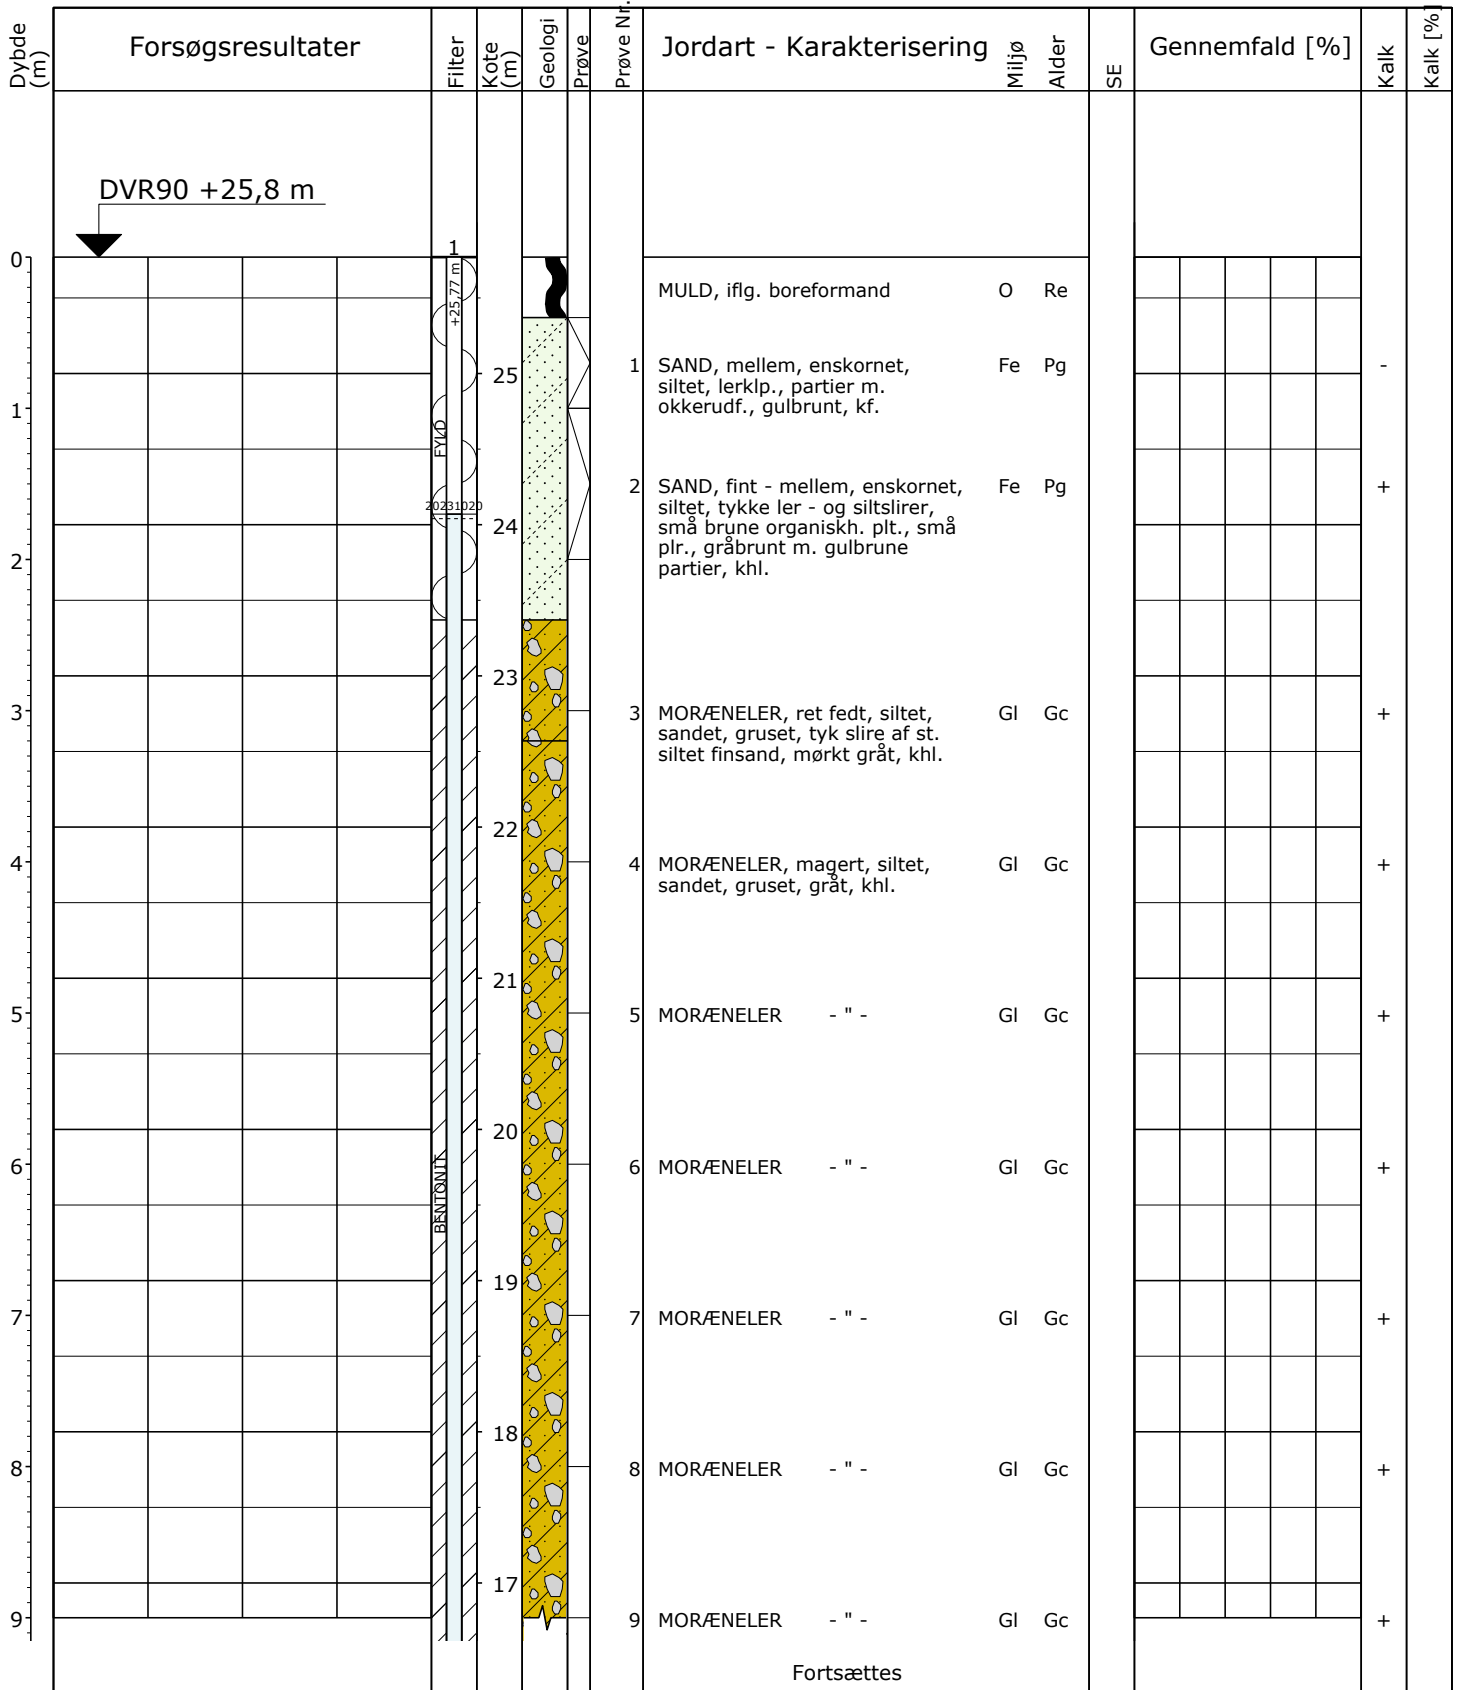 Dybde
(m)
Forsøgsresultater
Filter
Kote
(m)
Geologi
Prøve
Prøve Nr.
Jordart - Karakterisering
Miljø
Alder
SE
Gennemfald [%]
Kalk
Kalk [%]
DVR90 +25,8 m
1
+25,77 m
0
MULD, iflg. boreformand O Re
1 SAND, mellem, enskornet, Fe Pg -
siltet, lerklp., partier m.
okkerudf., gulbrunt, kf.
25
1
FYLD
2 SAND, fint - mellem, enskornet, Fe Pg +
siltet, tykke ler - og siltslirer,
små brune organiskh. plt., små
plr., gråbrunt m. gulbrune
partier, khl.
20231020
24
2
23
3
3 MORÆNELER, ret fedt, siltet, Gl Gc +
sandet, gruset, tyk slire af st.
siltet finsand, mørkt gråt, khl.
22
4
4 MORÆNELER, magert, siltet, Gl Gc +
sandet, gruset, gråt, khl.
21
5
5 MORÆNELER - " - Gl Gc +
20
6
6 MORÆNELER - " - Gl Gc +
BENTONIT
19
7
7 MORÆNELER - " - Gl Gc +
18
8
8 MORÆNELER - " - Gl Gc +
17
9
9 MORÆNELER - " - Gl Gc +
Fortsættes